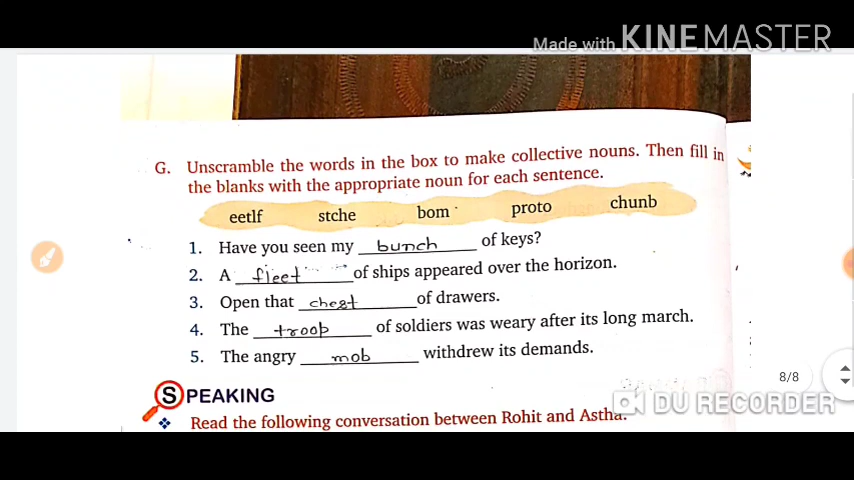 Made with KINEMASTER
G. Unscramble the words in the box to make collective nouns. Then fill in
the blanks with the appropriate noun for each sentence.
eetlf stche bom proto chunb
1. Have you seen my bunch of keys?
2. A fleet of ships appeared over the horizon.
3. Open that chest of drawers.
4. The troop of soldiers was weary after its long march.
5. The angry mob withdrew its demands.
8/8
SPEAKING
DU RECORDER
❖ Read the following conversation between Rohit and Astha.